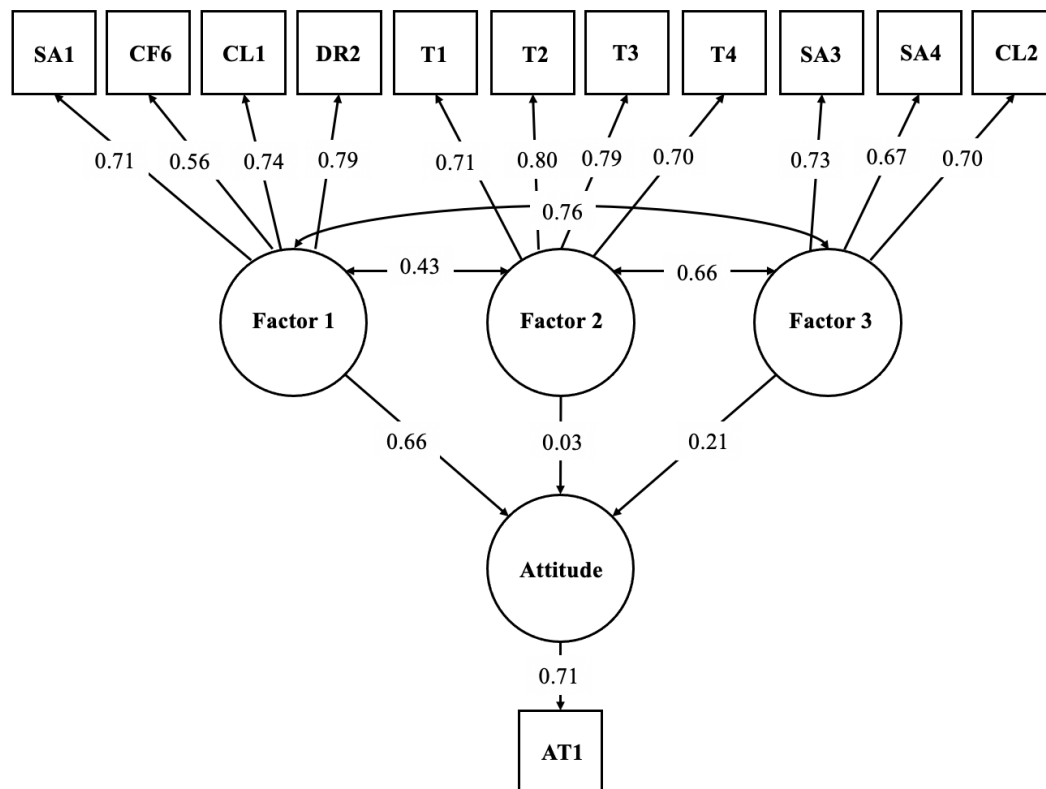 SA1 CF6 CL1 DR2 T1 T2 T3 T4 SA3 SA4 CL2
0.71 0.56 0.74 0.79 0.71 0.80 0.79 0.70 0.73 0.67 0.70
0.76
0.43 0.66
Factor 1 Factor 2 Factor 3
0.66 0.03 0.21
Attitude
0.71
AT1